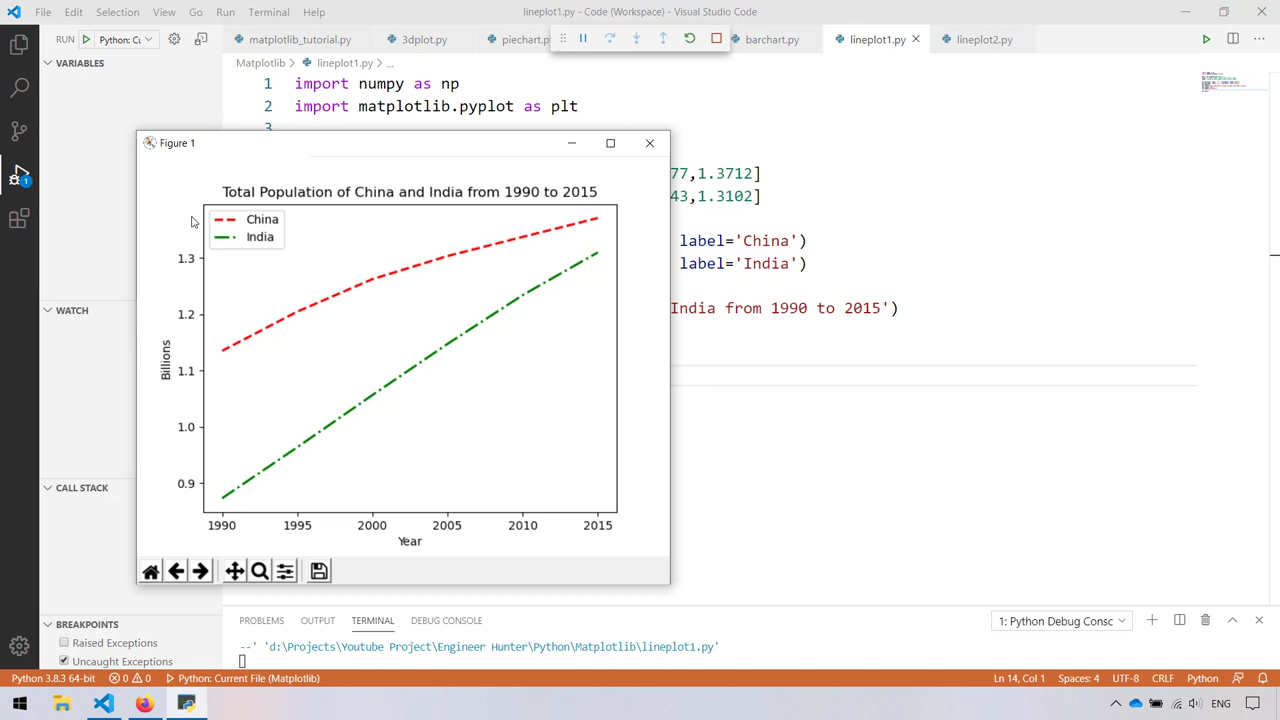 File Edit Selection View Go Run Terminal Help lineplot1.py - Code (Workspace) - Visual Studio Code
RUN Python: Cu matplotlib_tutorial.py 3dplot.py piechart.p barchart.py lineplot1.py lineplot2.py
VARIABLES
Matplotlib > lineplot1.py > ...
1 import numpy as np
2 import matplotlib.pyplot as plt
3
Figure 1
77,1.3712]
43,1.3102]
label='China')
label='India')
India from 1990 to 2015')
Total Population of China and India from 1990 to 2015
China
India
1.3
1.2
1.1
1.0
0.9
Billions
1990 1995 2000 2005 2010 2015
Year
WATCH
CALL STACK
BREAKPOINTS
Raised Exceptions
Uncaught Exceptions
1
PROBLEMS OUTPUT TERMINAL DEBUG CONSOLE 1: Python Debug Consc
--' 'd:\Projects\Youtube Project\Engineer Hunter\Python\Matplotlib\lineplot1.py'
Python 3.8.3 64-bit 0 0 Python: Current File (Matplotlib) Ln 14, Col 1 Spaces: 4 UTF-8 CRLF Python
ENG